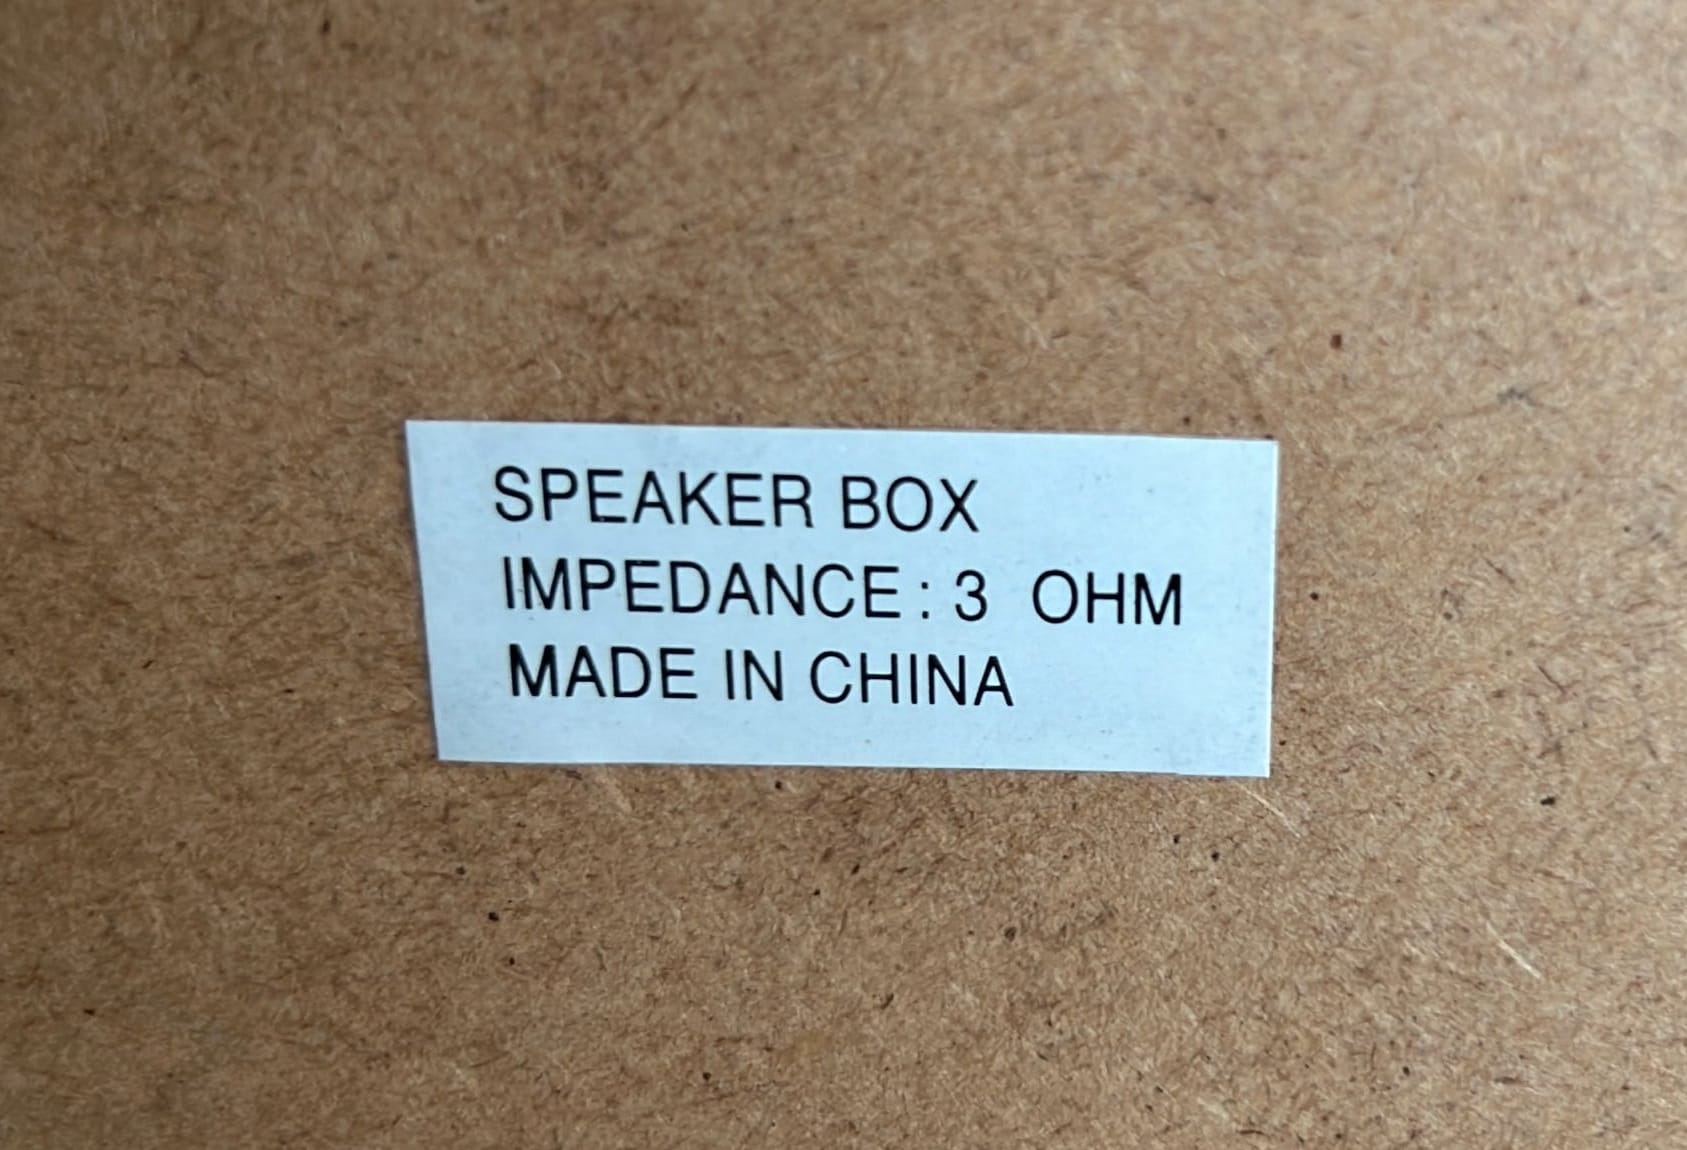 SPEAKER BOX
IMPEDANCE : 3 OHM
MADE IN CHINA